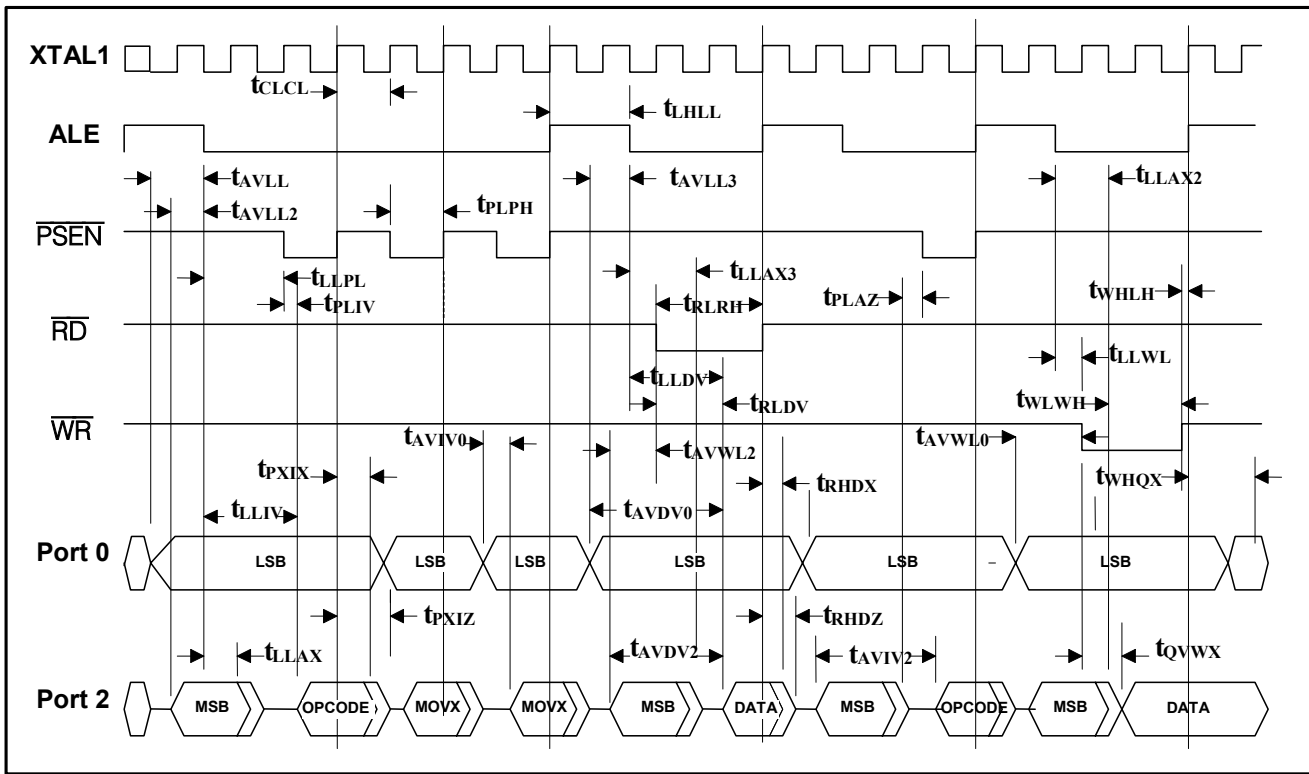 XTAL1
tCLCL
tLHLL
ALE
tAVLL
tAVLL3
tLLAX2
tAVLL2
tPLPH
PSEN
tLLPL
tLLAX3
tPLAZ
tWHLH
tPLIV
tRLRH
RD
tLLWL
tLLDV
tWLWH
tRLDV
WR
tAVIV0
tAVWL2
tAVWL0
tPXIX
tRHDX
tWHQX
tLLIV
tAVDV0
Port 0
LSB LSB LSB LSB LSB LSB
tPXIZ
tRHDZ
tLLAX
tAVDV2
tAVIV2
tQVWX
Port 2
MSB OPCODE MOVX MOVX MSB DATA MSB OPCODE MSB DATA